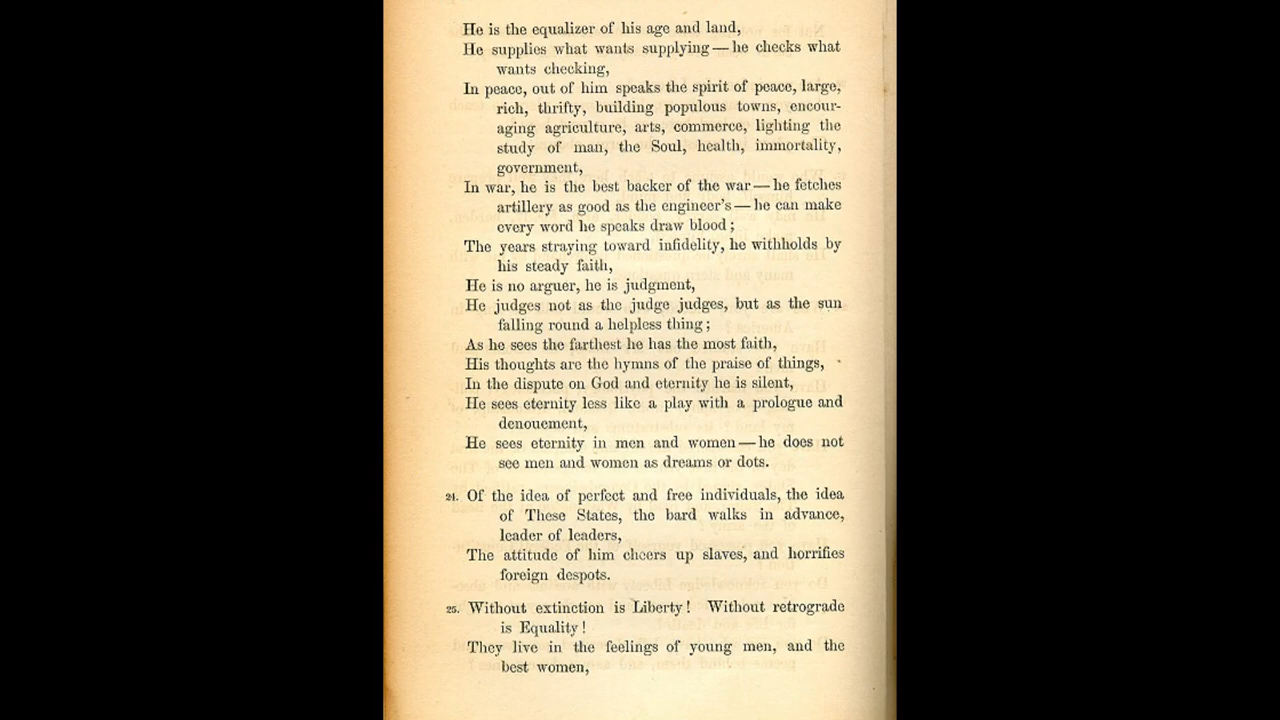 He is the equalizer of his age and land,
He supplies what wants supplying — he checks what
wants checking,
In peace, out of him speaks the spirit of peace, large,
rich, thrifty, building populous towns, encour-
aging agriculture, arts, commerce, lighting the
study of man, the Soul, health, immortality,
government,
In war, he is the best backer of the war — he fetches
artillery as good as the engineer's — he can make
every word he speaks draw blood ;
The years straying toward infidelity, he withholds by
his steady faith,
He is no arguer, he is judgment,
He judges not as the judge judges, but as the sun
falling round a helpless thing ;
As he sees the farthest he has the most faith,
His thoughts are the hymns of the praise of things,
In the dispute on God and eternity he is silent,
He sees eternity less like a play with a prologue and
denouement,
He sees eternity in men and women — he does not
see men and women as dreams or dots.
24. Of the idea of perfect and free individuals, the idea
of These States, the bard walks in advance,
leader of leaders,
The attitude of him cheers up slaves, and horrifies
foreign despots.
25. Without extinction is Liberty ! Without retrograde
is Equality !
They live in the feelings of young men, and the
best women,